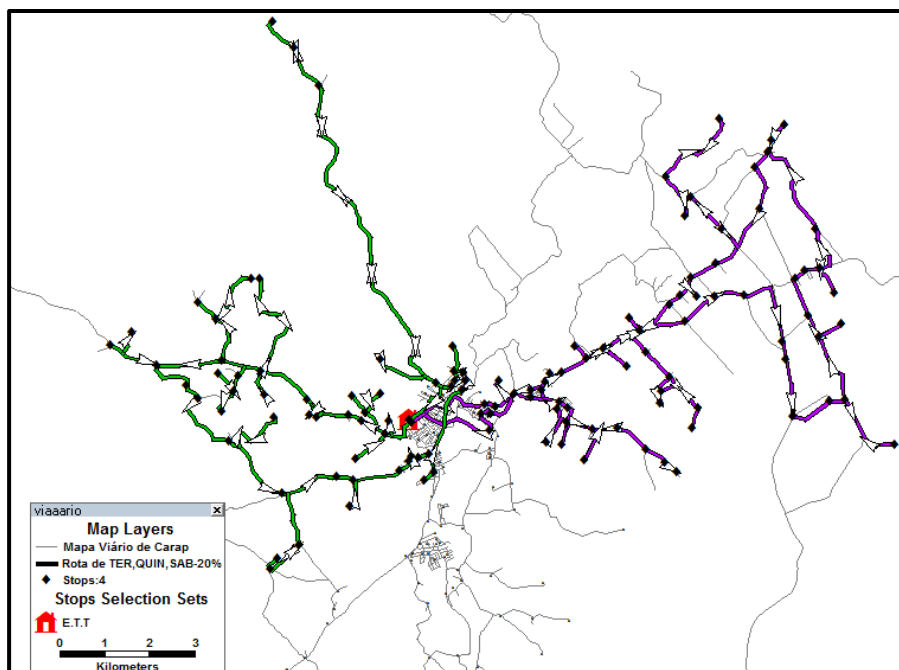 viaaario
Map Layers
Mapa Viário de Carap
Rota de TER,QUIN,SAB-20%
Stops:4
Stops Selection Sets
E.T.T
0 1 2 3
Kilometers